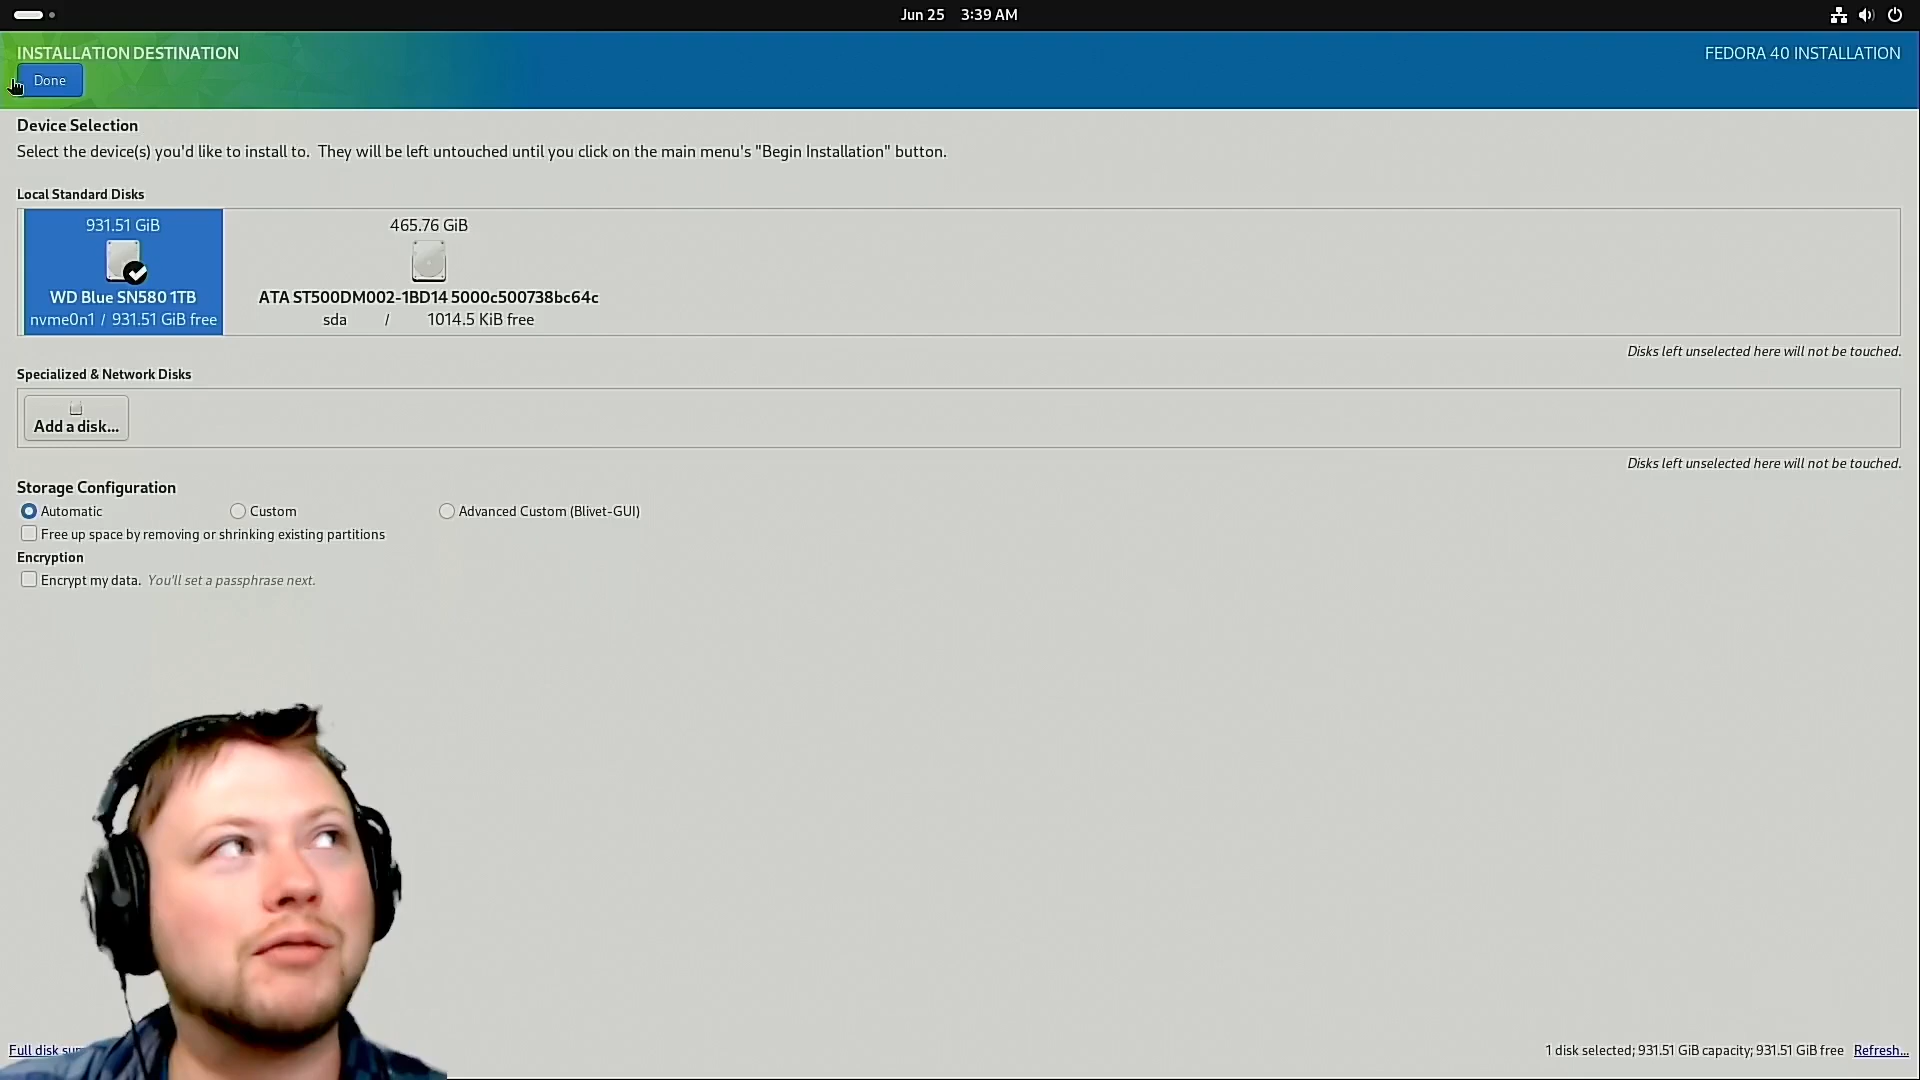 Jun 25 3:39 AM
INSTALLATION DESTINATION
FEDORA 40 INSTALLATION
Done
Device Selection
Select the device(s) you'd like to install to. They will be left untouched until you click on the main menu's "Begin Installation" button.
Local Standard Disks
931.51 GiB
WD Blue SN580 1TB
nvme0n1 / 931.51 GiB free
465.76 GiB
ATA ST500DM002-1BD14 5000c500738bc64c
sda / 1014.5 KiB free
Disks left unselected here will not be touched.
Specialized & Network Disks
Add a disk...
Disks left unselected here will not be touched.
Storage Configuration
Automatic Custom Advanced Custom (Blivet-GUI)
Free up space by removing or shrinking existing partitions
Encryption
Encrypt my data. You'll set a passphrase next.
Full disk
1 disk selected; 931.51 GiB capacity; 931.51 GiB free Refresh...